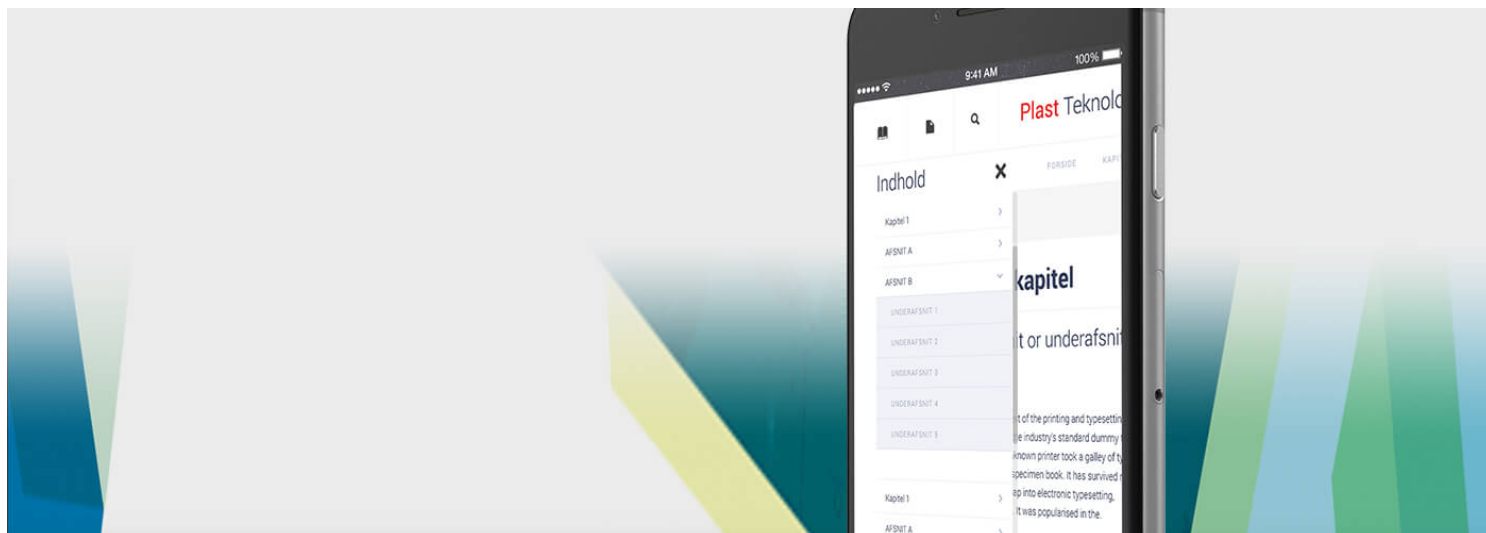 9:41 AM
100%
Plast Teknolo
FORSIDE
KAPI
Indhold
Kapitel 1
AFSNIT A
AFSNIT B
UNDERAFSNIT 1
UNDERAFSNIT 2
UNDERAFSNIT 3
UNDERAFSNIT 4
UNDERAFSNIT 5
Kapitel 1
AFSNIT A
kapitel
it or underafsnit
t of the printing and typesettin
e industry's standard dummy
known printer took a galley of ty
specimen book. It has survived
ap into electronic typesetting,
It was popularised in the.